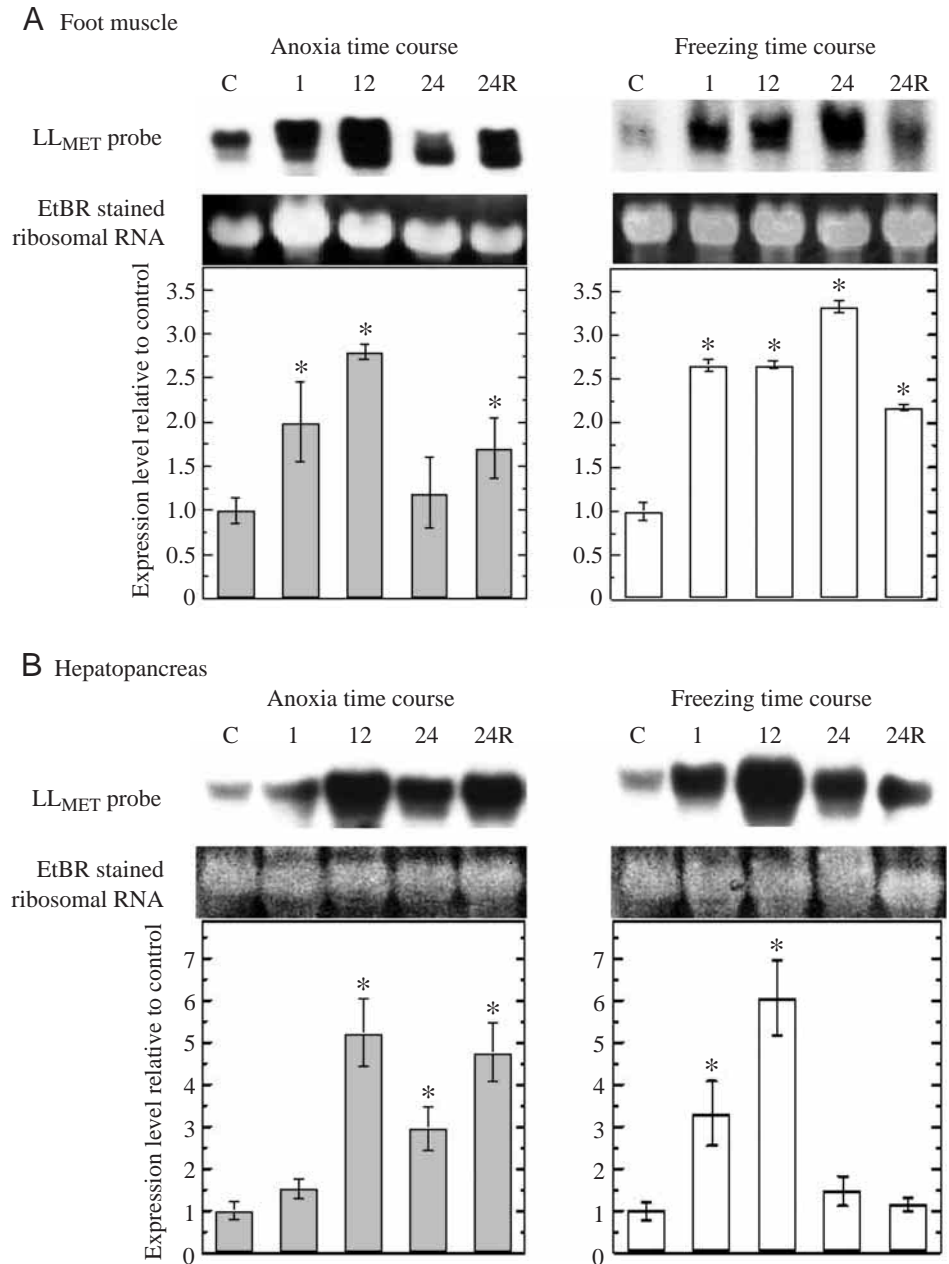 A Foot muscle
Anoxia time course
Freezing time course
C 1 12 24 24R
C 1 12 24 24R
LLMET probe
EtBR stained
ribosomal RNA
Expression level relative to control
3.5
3.0
2.5
2.0
1.5
1.0
0.5
0
* * *
3.5
3.0
2.5
2.0
1.5
1.0
0.5
0
* * * *
B Hepatopancreas
Anoxia time course
Freezing time course
C 1 12 24 24R
C 1 12 24 24R
LLMET probe
EtBR stained
ribosomal RNA
Expression level relative to control
7
6
5
4
3
2
1
0
* * *
7
6
5
4
3
2
1
0
* *